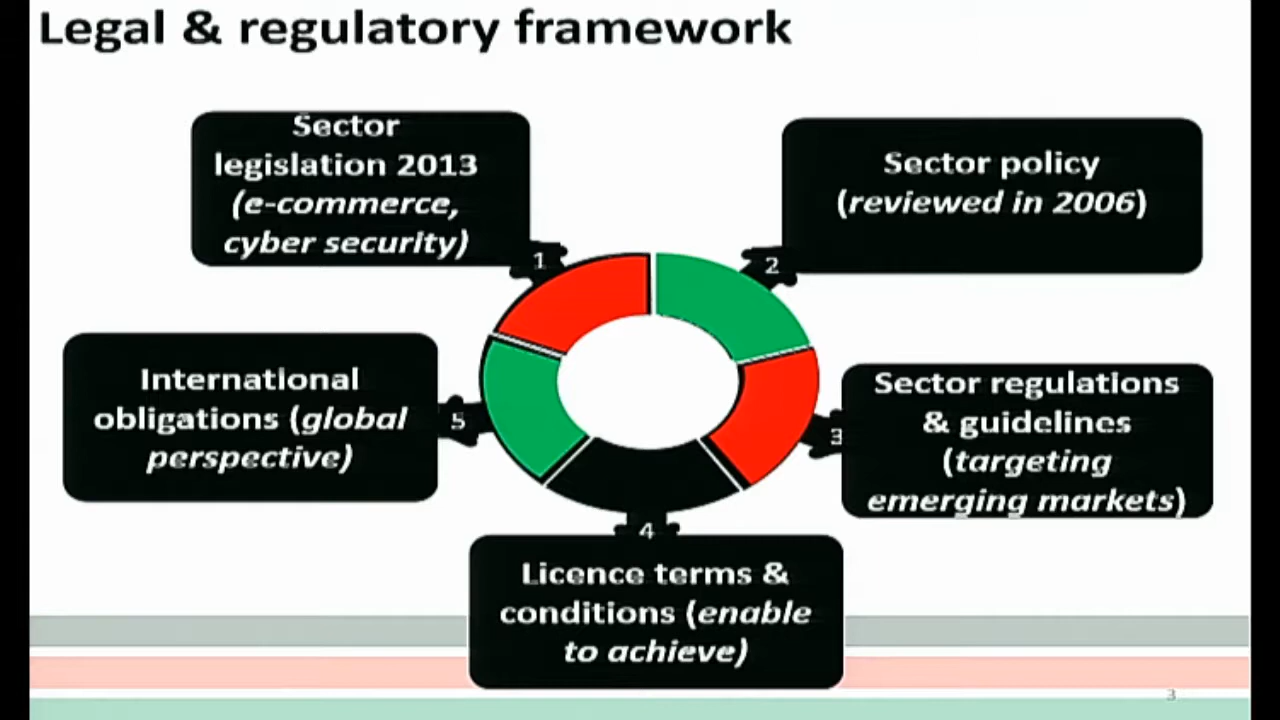 Legal & regulatory framework
Sector
legislation 2013
(e-commerce,
cyber security)
1
Sector policy
(reviewed in 2006)
2
Sector regulations
& guidelines
(targeting
emerging markets)
3
4
Licence terms &
conditions (enable
to achieve)
International
obligations (global
perspective)
5
3